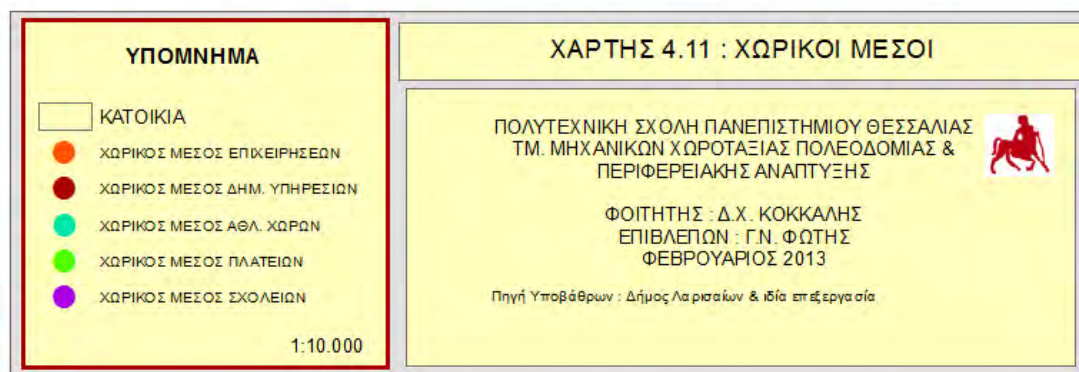 ΥΠΟΜΝΗΜΑ
ΚΑΤΟΙΚΙΑ
ΧΩΡΙΚΟΣ ΜΕΣΟΣ ΕΠΙΧΕΙΡΗΣΕΩΝ
ΧΩΡΙΚΟΣ ΜΕΣΟΣ ΔΗΜ. ΥΠΗΡΕΣΙΩΝ
ΧΩΡΙΚΟΣ ΜΕΣΟΣ ΑΘΛ. ΧΩΡΩΝ
ΧΩΡΙΚΟΣ ΜΕΣΟΣ ΠΛΑΤΕΙΩΝ
ΧΩΡΙΚΟΣ ΜΕΣΟΣ ΣΧΟΛΕΙΩΝ
1:10.000
ΧΑΡΤΗΣ 4.11 : ΧΩΡΙΚΟΙ ΜΕΣΟΙ
ΠΟΛΥΤΕΧΝΙΚΗ ΣΧΟΛΗ ΠΑΝΕΠΙΣΤΗΜΙΟΥ ΘΕΣΣΑΛΙΑΣ
ΤΜ. ΜΗΧΑΝΙΚΩΝ ΧΩΡΟΤΑΞΙΑΣ ΠΟΛΕΟΔΟΜΙΑΣ &
ΠΕΡΙΦΕΡΕΙΑΚΗΣ ΑΝΑΠΤΥΞΗΣ
ΦΟΙΤΗΤΗΣ : Δ.Χ. ΚΟΚΚΑΛΗΣ
ΕΠΙΒΛΕΠΩΝ : Γ.Ν. ΦΩΤΗΣ
ΦΕΒΡΟΥΑΡΙΟΣ 2013
Πηγή Υποβάθρων : Δήμος Λαρισαίων & ιδία επεξεργασία